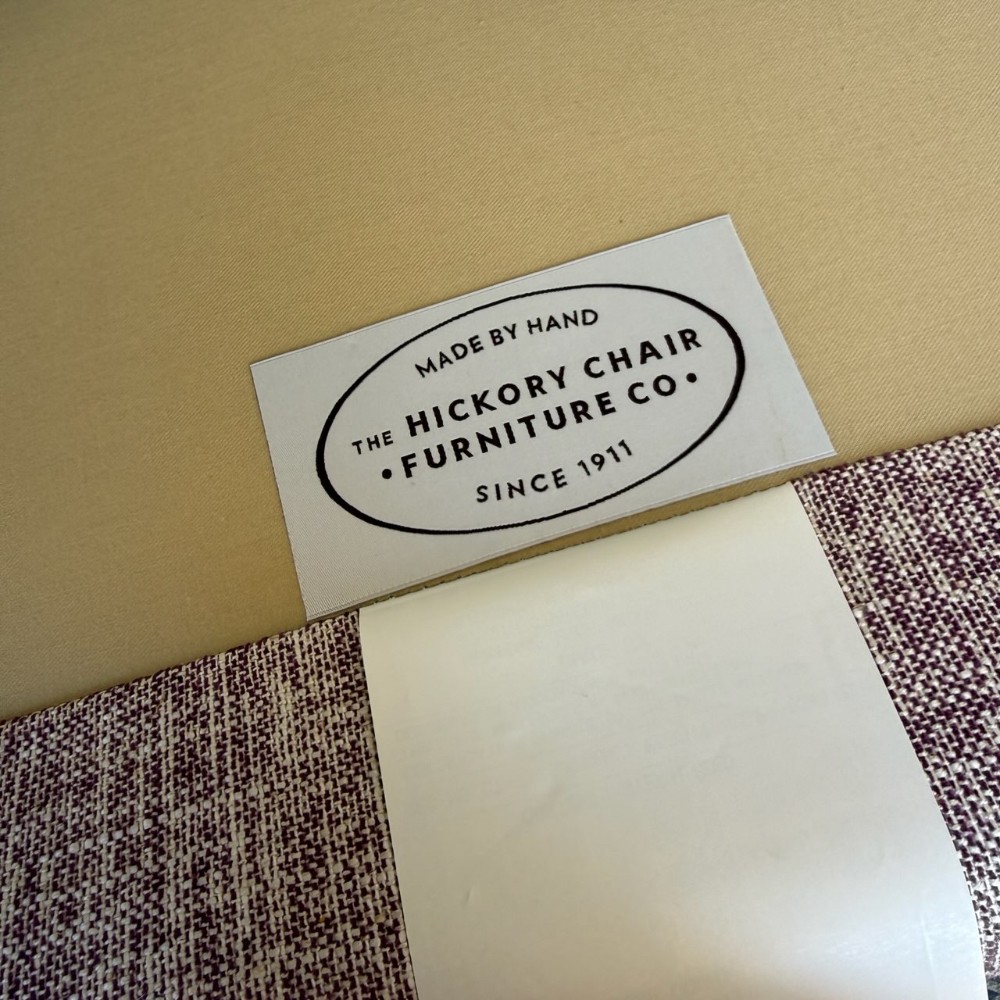 MADE BY HAND
THE HICKORY CHAIR
•FURNITURE CO•
SINCE 1911